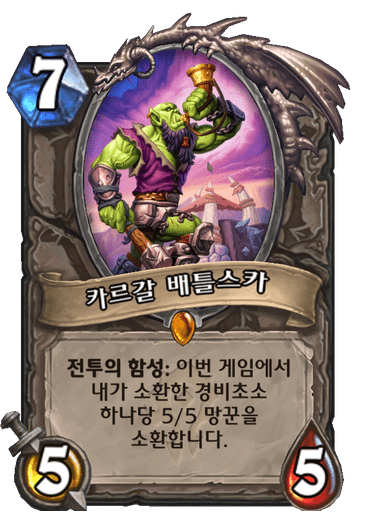 7
카르갈 배틀스카
전투의 함성: 이번 게임에서
내가 소환한 경비초소
하나당 5/5 망꾼을
소환합니다.
5
5